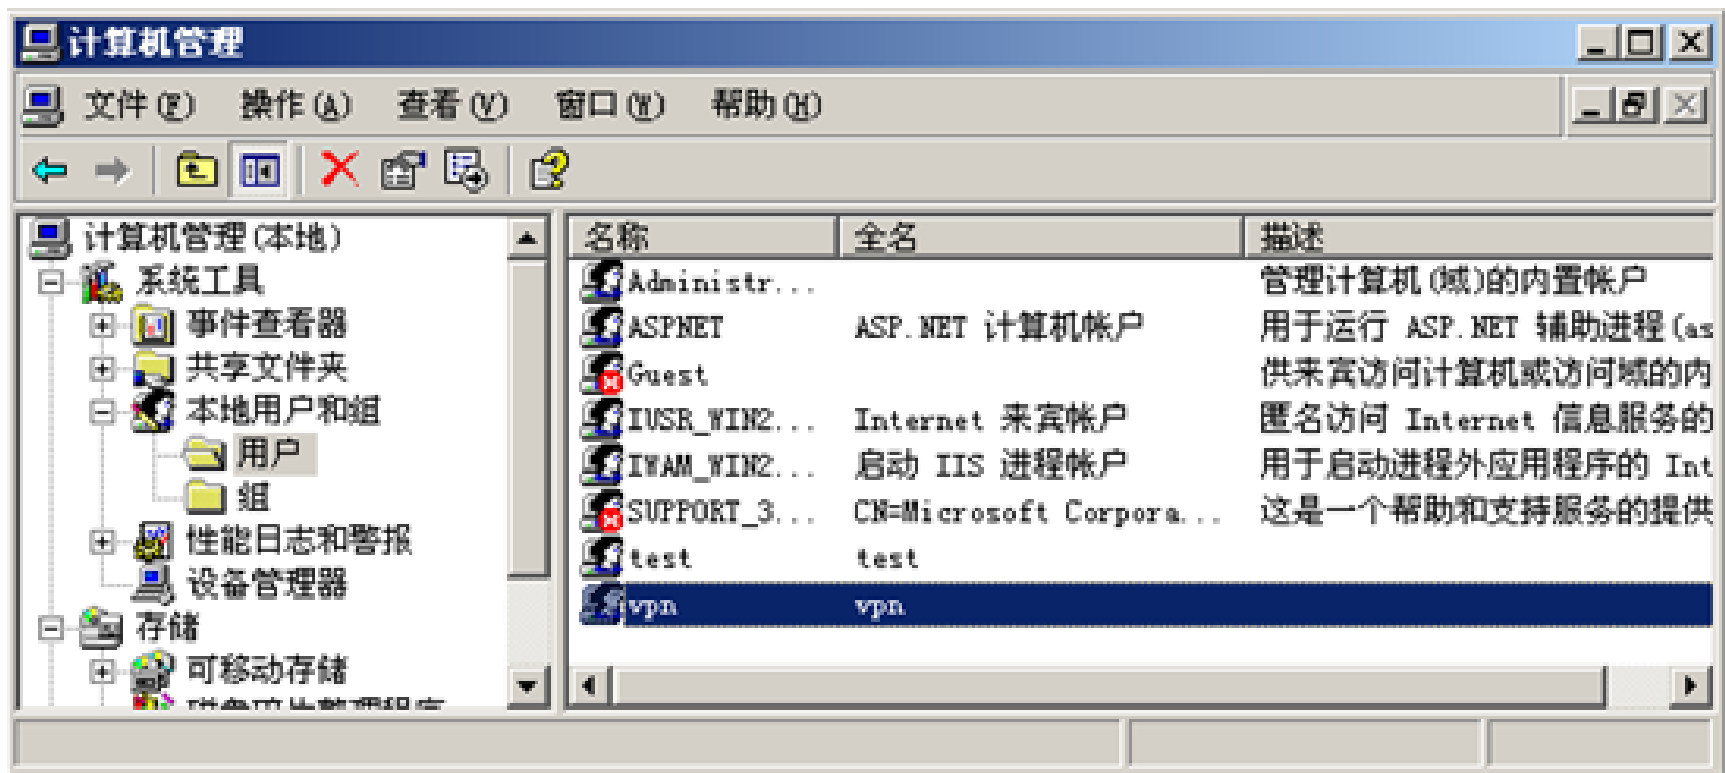 计算机管理
文件(F) 操作(A) 查看(V) 窗口(W) 帮助(H)
计算机管理(本地)
系统工具
事件查看器
共享文件夹
本地用户和组
用户
组
性能日志和警报
设备管理器
存储
可移动存储
名称 全名 描述
Administr... 管理计算机(域)的内置帐户
ASPNET ASP.NET 计算机帐户 用于运行 ASP.NET 辅助进程(as
Guest 供来宾访问计算机或访问域的内
IUSR_WIN2... Internet 来宾帐户 匿名访问 Internet 信息服务的
IWAM_WIN2... 启动 IIS 进程帐户 用于启动进程外应用程序的 Int
SUPPORT_3... CN=Microsoft Corpora... 这是一个帮助和支持服务的提供
test test
vpn vpn